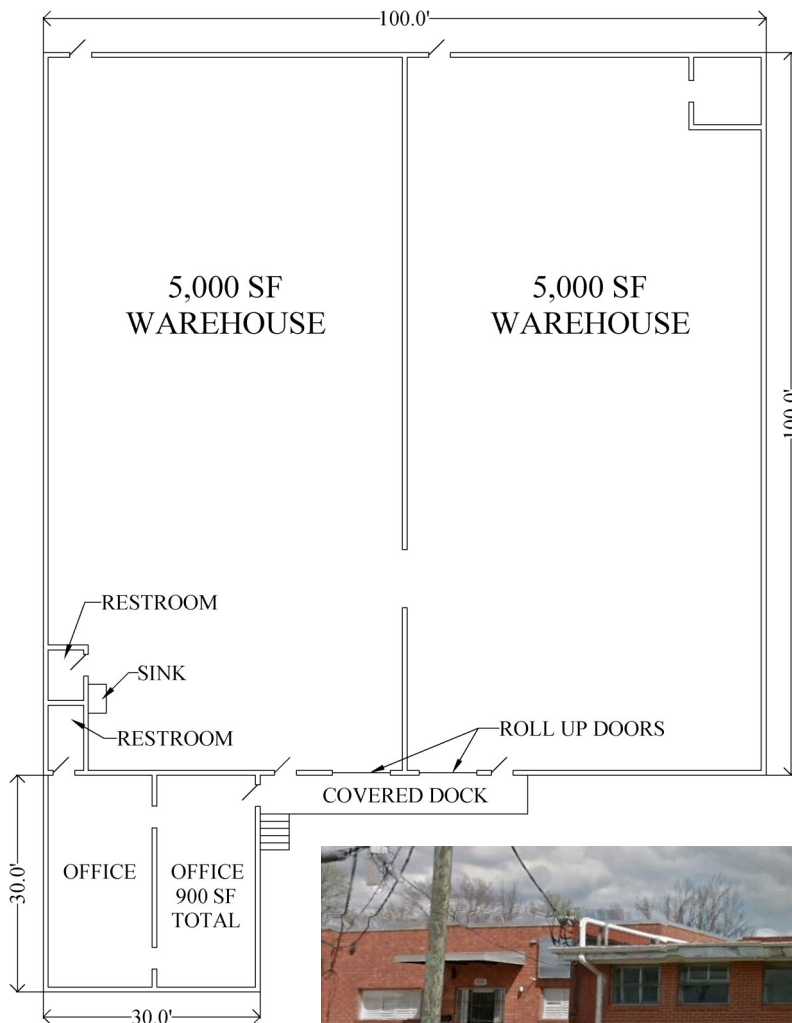 100.0'
5,000 SF
WAREHOUSE
5,000 SF
WAREHOUSE
100.0'
RESTROOM
SINK
RESTROOM
ROLL UP DOORS
COVERED DOCK
OFFICE
OFFICE
900 SF
TOTAL
30.0'
30.0'